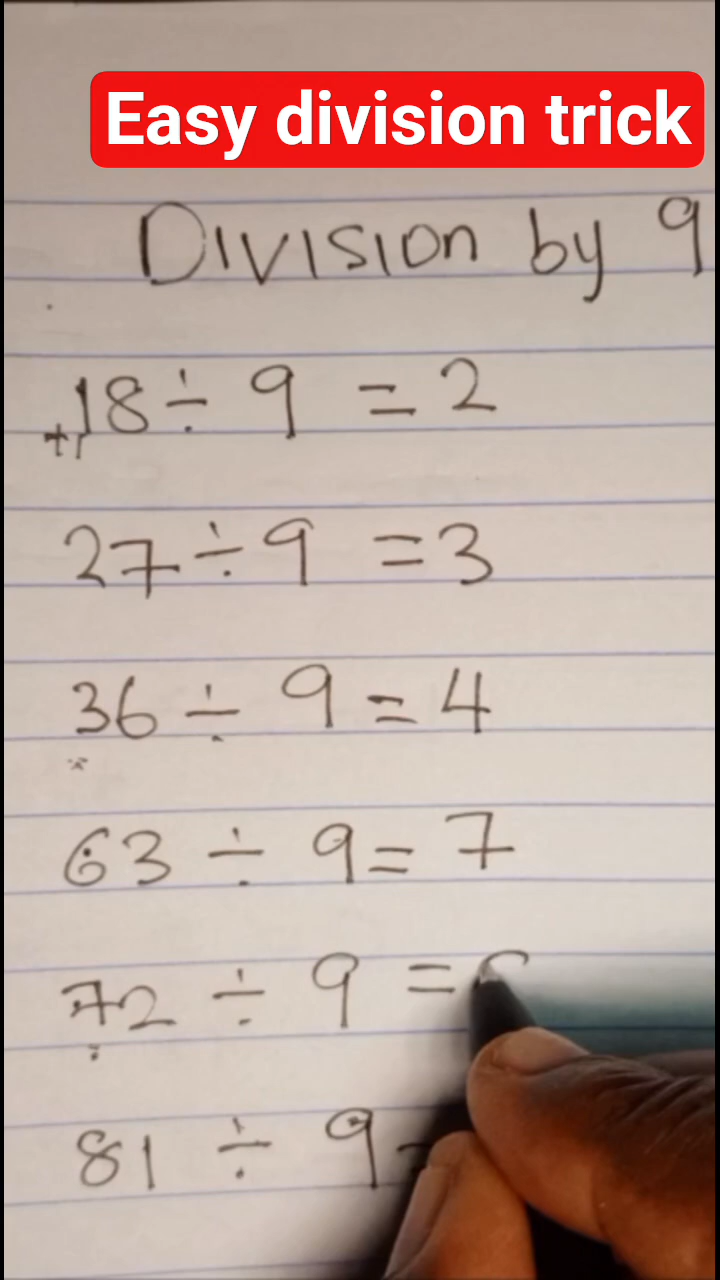 Easy division trick
Division by 9
18 ÷ 9 = 2
+1
27 ÷ 9 = 3
36 ÷ 9 = 4
63 ÷ 9 = 7
72 ÷ 9 =
81 ÷ 9